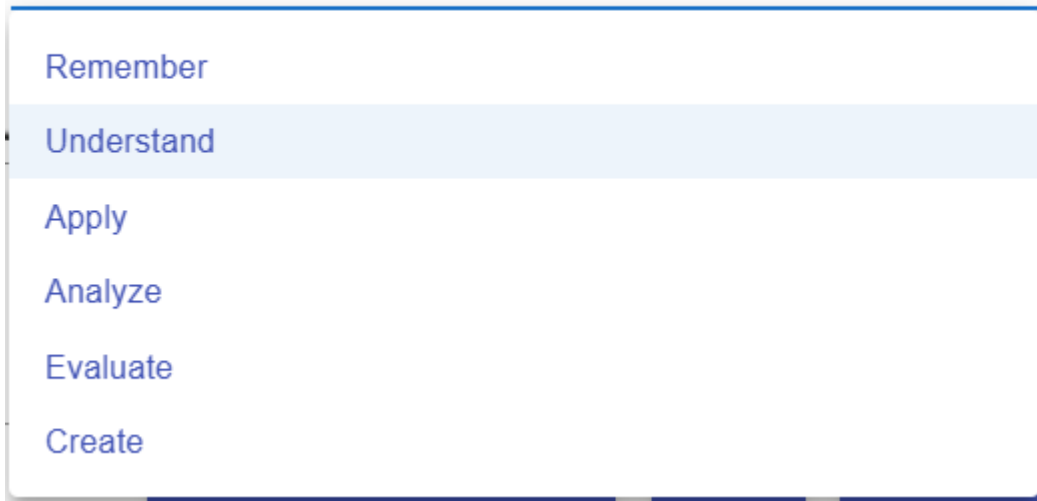 Remember
Understand
Apply
Analyze
Evaluate
Create